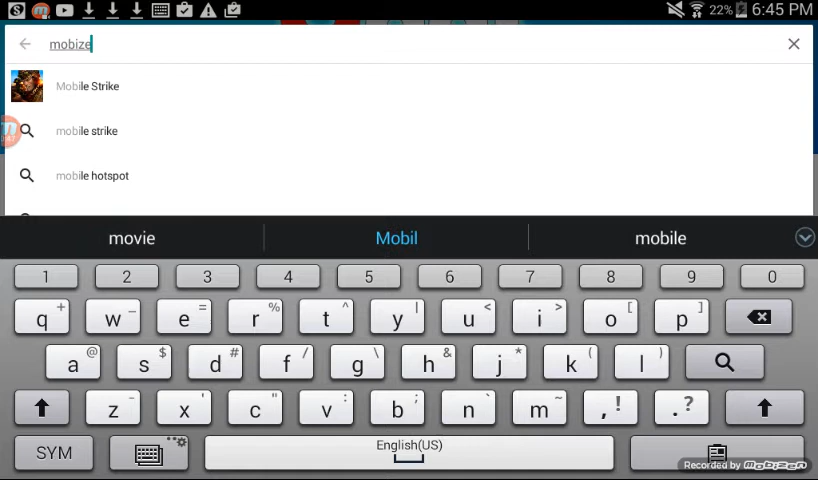 22% 6:45 PM
mobize
Mobile Strike
mobile strike
mobile hotspot
movie Mobil mobile
1 2 3 4 5 6 7 8 9 0
q + w _ e = r % t ^ y | u < i > o [ p ]
a @ s $ d # f / g \ h & j * k ( l )
z - x ' c " v : b ; n ` m ~ , ! . ?
SYM English(US)
Recorded by mobizen